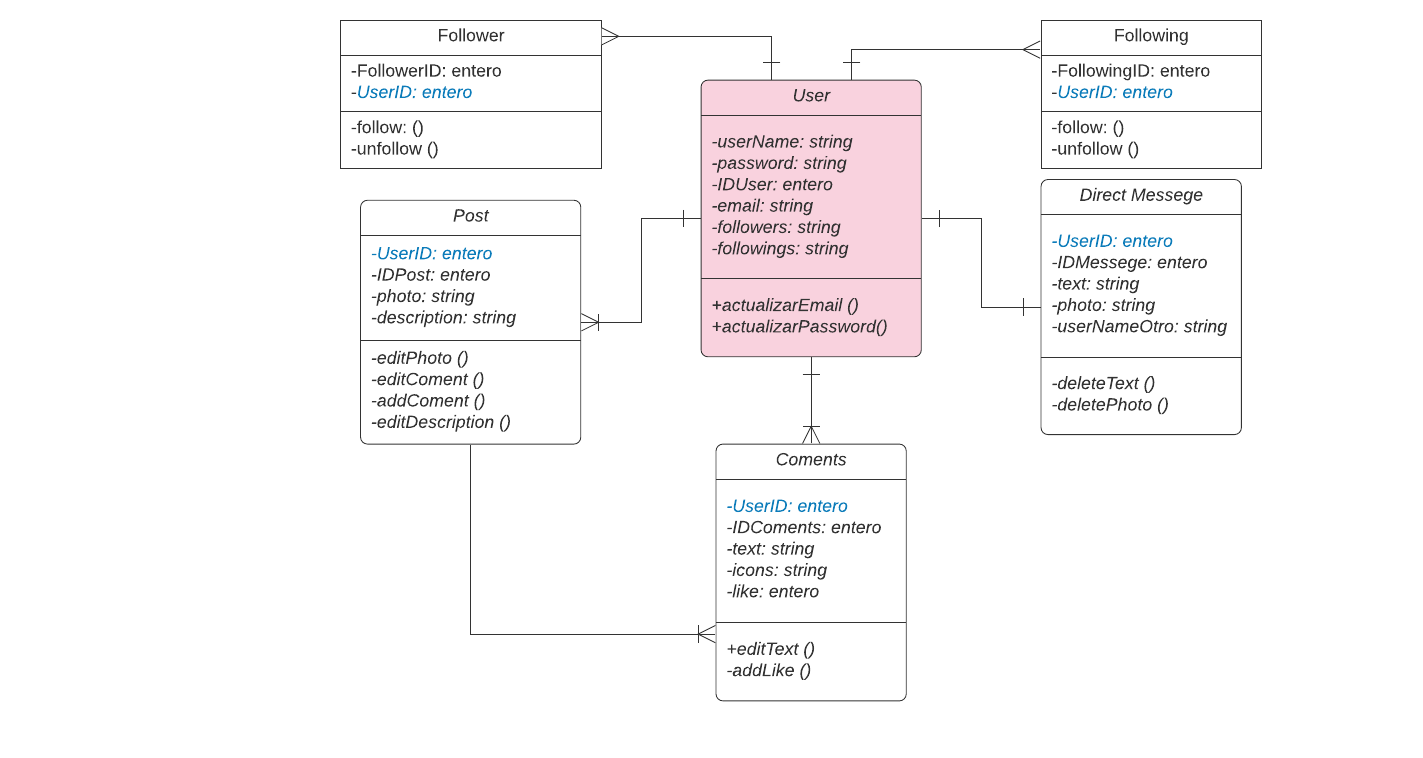 Follower
-FollowerID: entero
-UserID: entero
-follow: ()
-unfollow ()
Following
-FollowingID: entero
-UserID: entero
-follow: ()
-unfollow ()
User
-userName: string
-password: string
-IDUser: entero
-email: string
-followers: string
-followings: string
+actualizarEmail ()
+actualizarPassword()
Post
-UserID: entero
-IDPost: entero
-photo: string
-description: string
-editPhoto ()
-editComent ()
-addComent ()
-editDescription ()
Direct Messege
-UserID: entero
-IDMessege: entero
-text: string
-photo: string
-userNameOtro: string
-deleteText ()
-deletePhoto ()
Coments
-UserID: entero
-IDComents: entero
-text: string
-icons: string
-like: entero
+editText ()
-addLike ()